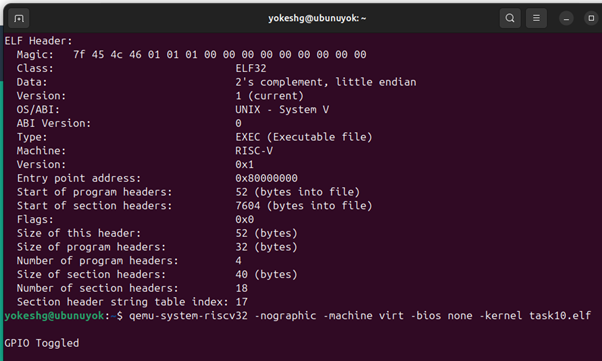 yokeshg@ubunuyok: ~
ELF Header:
  Magic:   7f 45 4c 46 01 01 01 00 00 00 00 00 00 00 00 00
  Class:                             ELF32
  Data:                              2's complement, little endian
  Version:                           1 (current)
  OS/ABI:                            UNIX - System V
  ABI Version:                       0
  Type:                              EXEC (Executable file)
  Machine:                           RISC-V
  Version:                           0x1
  Entry point address:               0x80000000
  Start of program headers:          52 (bytes into file)
  Start of section headers:          7604 (bytes into file)
  Flags:                             0x0
  Size of this header:               52 (bytes)
  Size of program headers:           32 (bytes)
  Number of program headers:         4
  Size of section headers:           40 (bytes)
  Number of section headers:         18
  Section header string table index: 17
yokeshg@ubunuyok:~$ qemu-system-riscv32 -nographic -machine virt -bios none -kernel task10.elf
GPIO Toggled